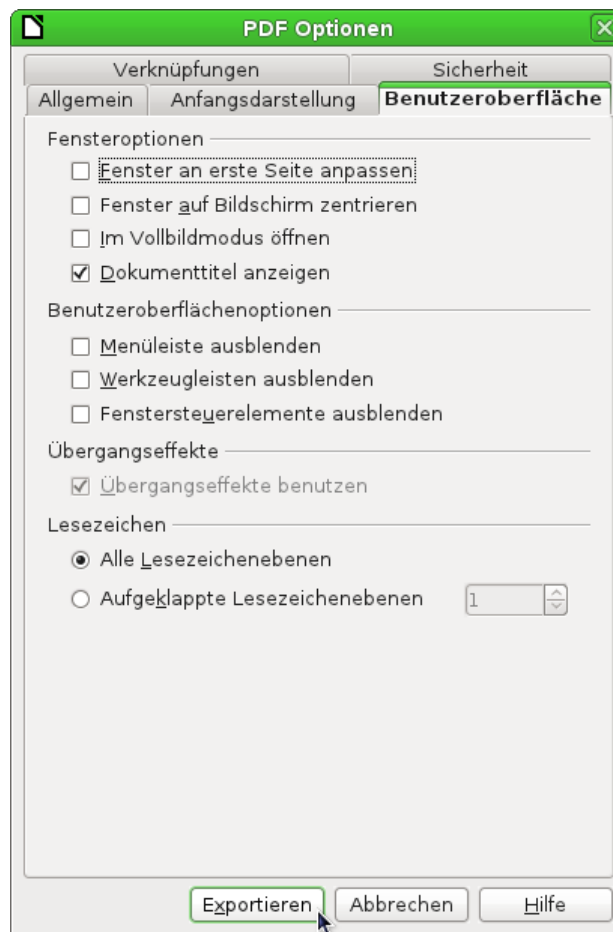 PDF Optionen
Verknüpfungen
Sicherheit
Allgemein
Anfangsdarstellung
Benutzeroberfläche
Fensteroptionen
Fenster an erste Seite anpassen
Fenster auf Bildschirm zentrieren
Im Vollbildmodus öffnen
Dokumenttitel anzeigen
Benutzeroberflächenoptionen
Menüleiste ausblenden
Werkzeugleisten ausblenden
Fenstersteuerelemente ausblenden
Übergangseffekte
Übergangseffekte benutzen
Lesezeichen
Alle Lesezeichenebenen
Aufgeklappte Lesezeichenebenen 1
Exportieren
Abbrechen
Hilfe